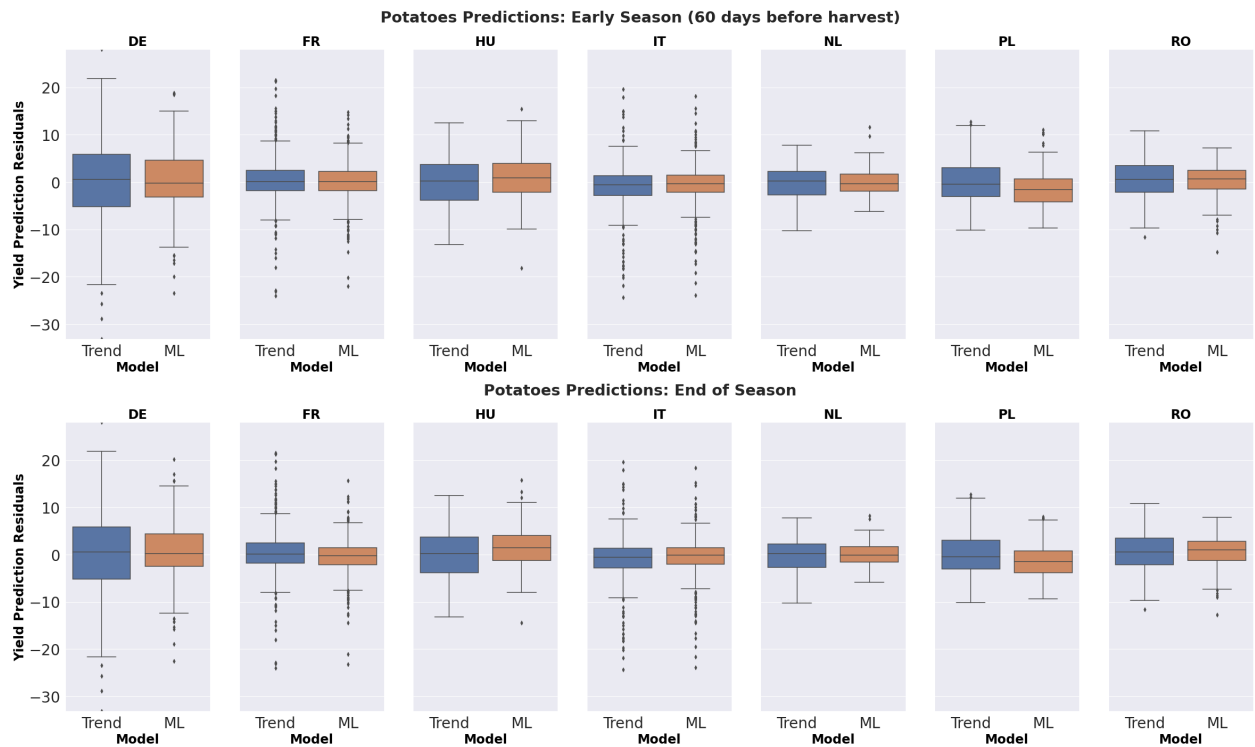 Potatoes Predictions: Early Season (60 days before harvest)
DE FR HU IT NL PL RO
Yield Prediction Residuals
20
10
0
−10
−20
−30
Trend ML Trend ML Trend ML Trend ML Trend ML Trend ML Trend ML
Model Model Model Model Model Model Model
Potatoes Predictions: End of Season
DE FR HU IT NL PL RO
Yield Prediction Residuals
20
10
0
−10
−20
−30
Trend ML Trend ML Trend ML Trend ML Trend ML Trend ML Trend ML
Model Model Model Model Model Model Model